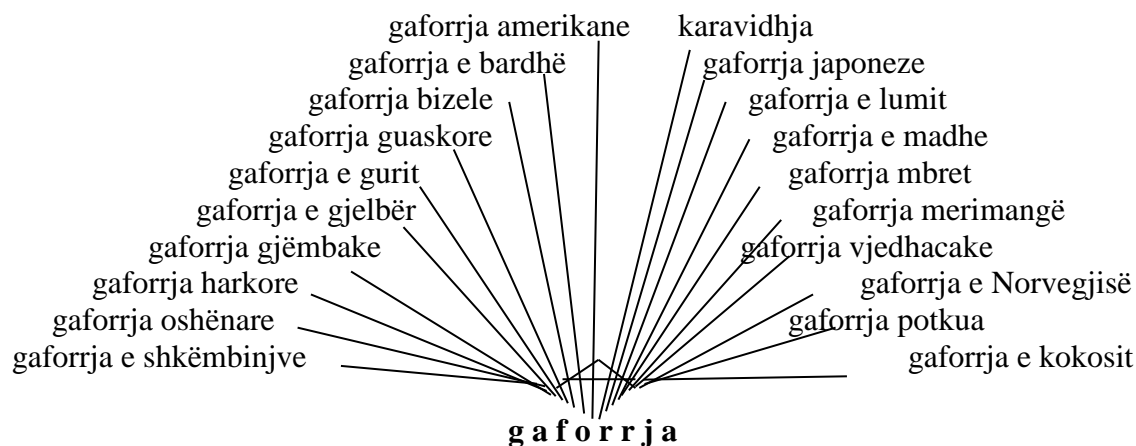 gaforrja amerikane karavidhja
gaforrja e bardhë gaforrja japoneze
gaforrja bizele gaforrja e lumit
gaforrja guaskore gaforrja e madhe
gaforrja e gurit gaforrja mbret
gaforrja e gjelbër gaforrja merimangë
gaforrja gjëmbake gaforrja vjedhacake
gaforrja harkore gaforrja e Norvegjisë
gaforrja oshënare gaforrja potkua
gaforrja e shkëmbinjve gaforrja e kokosit
g a f o r r j a